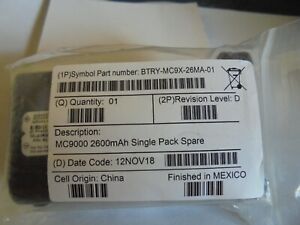 (1P)Symbol Part number: BTRY-MC9X-26MA-01
(Q) Quantity: 01
(2P)Revision Level: D
Description:
MC9000 2600mAh Single Pack Spare
(D) Date Code: 12NOV18
Cell Origin: China
Finished in MEXICO